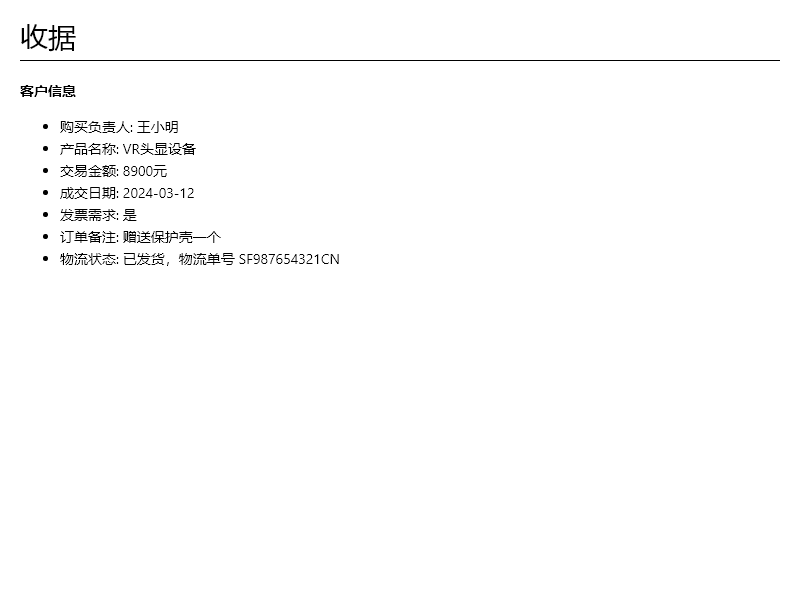 收据
客户信息
购买负责人: 王小明
产品名称: VR头显设备
交易金额: 8900元
成交日期: 2024-03-12
发票需求: 是
订单备注: 赠送保护壳一个
物流状态: 已发货，物流单号 SF987654321CN